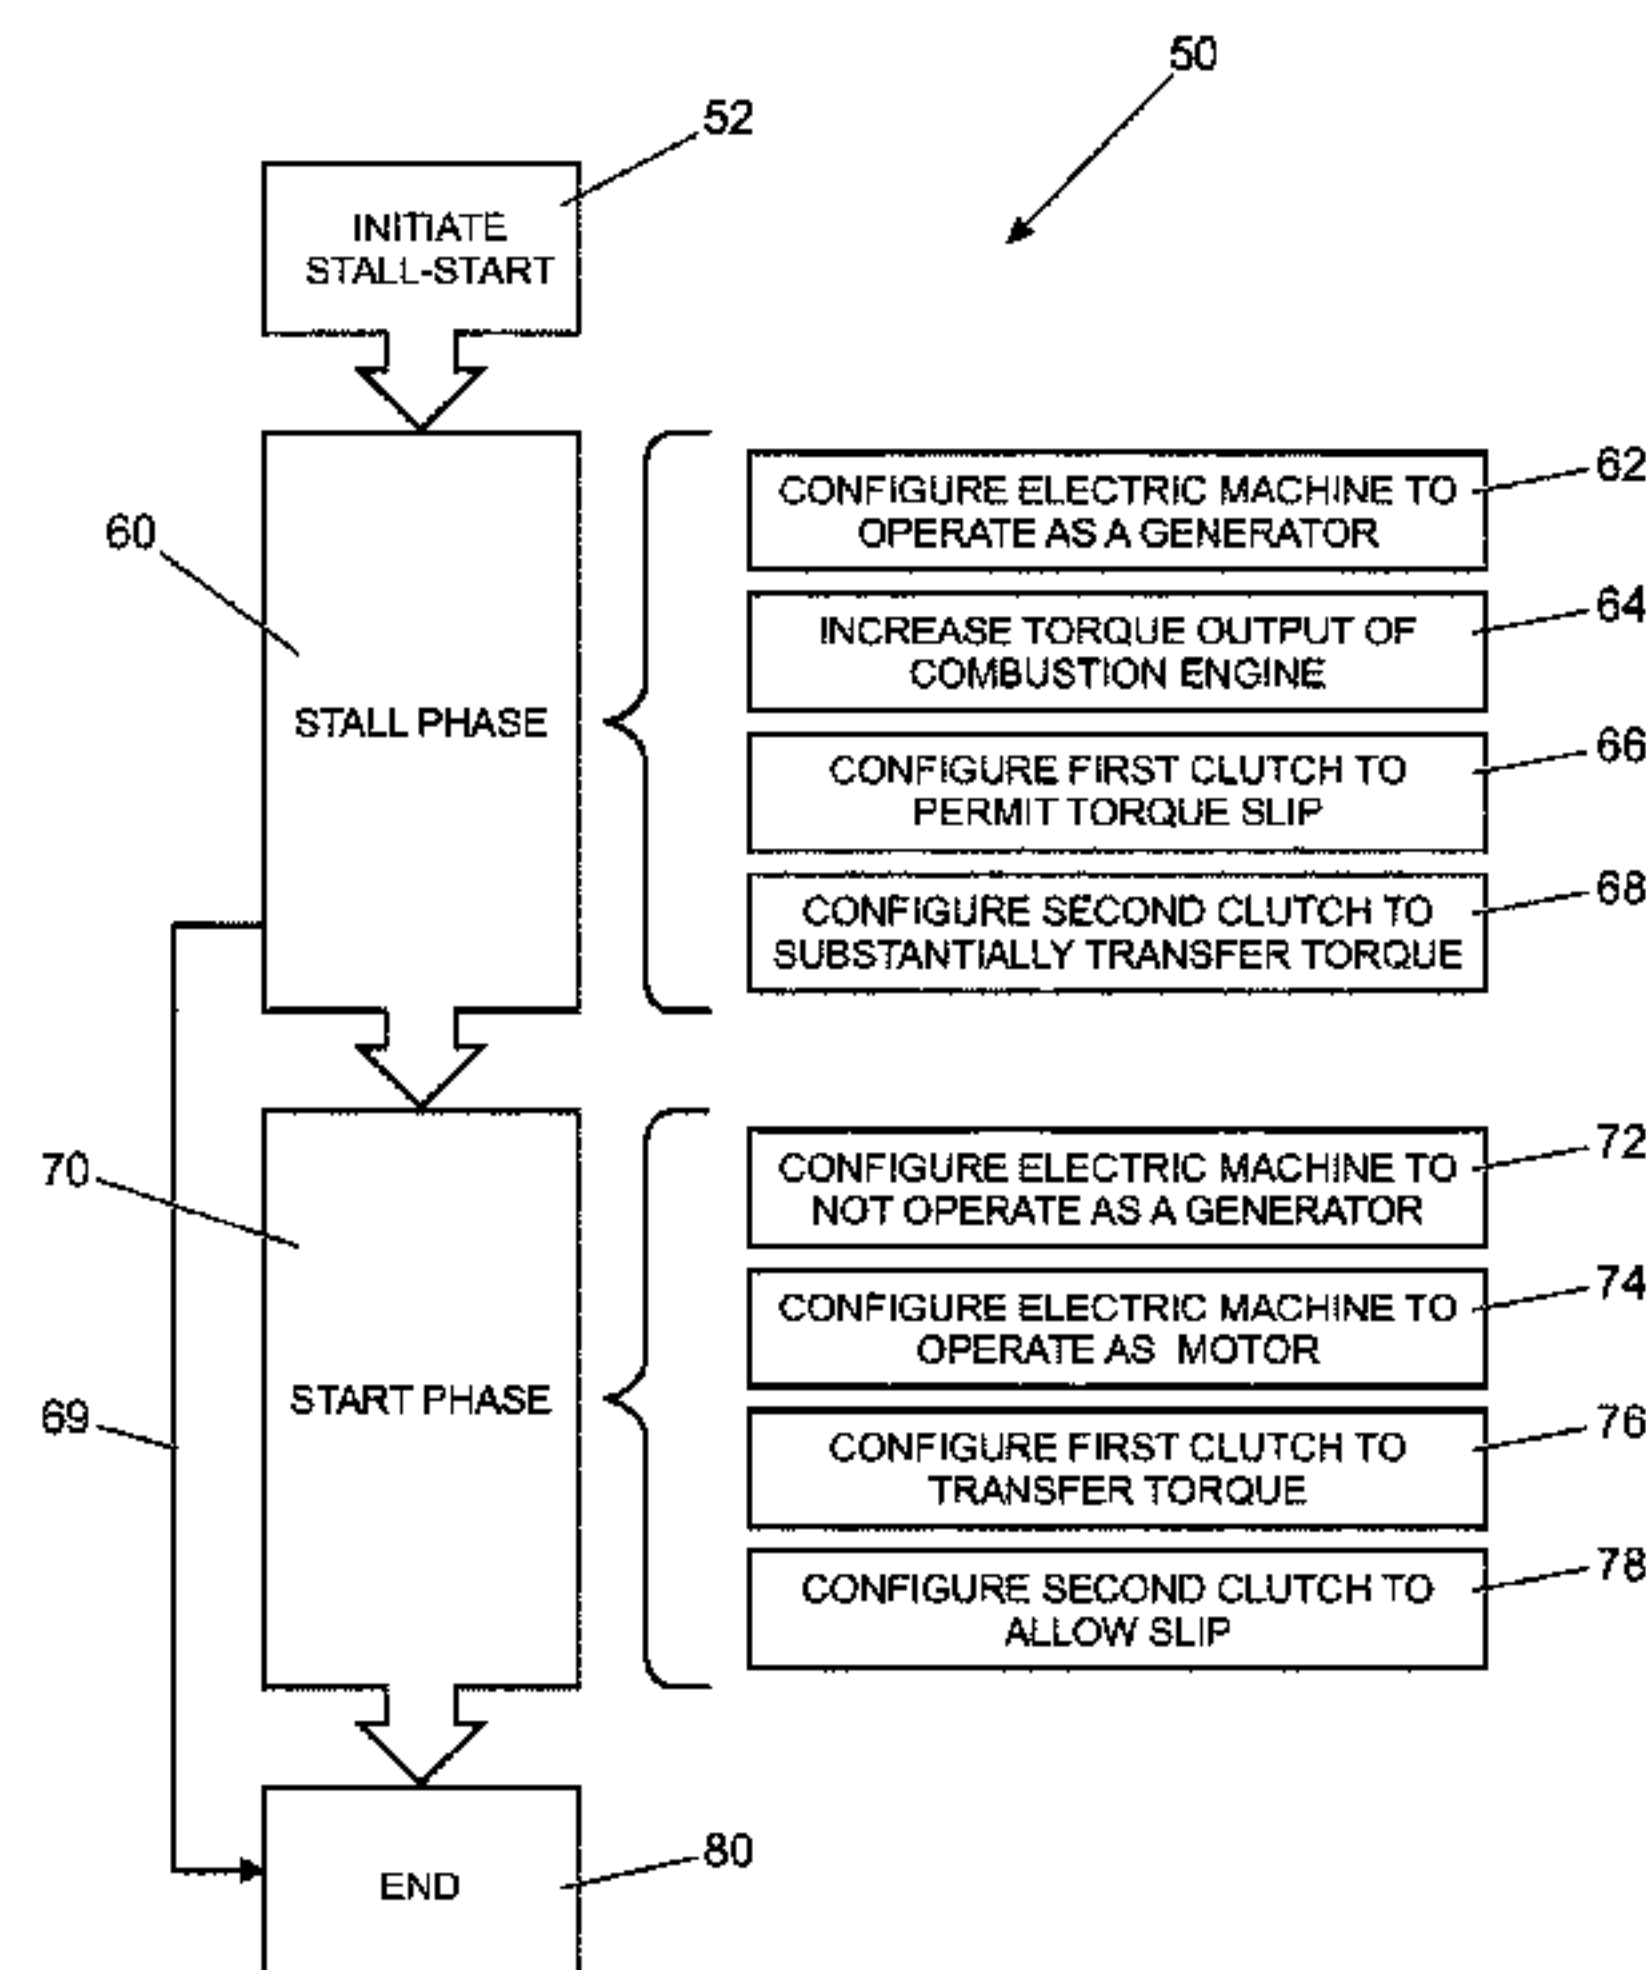 50
52
INITIATE
STALL-START
60
STALL PHASE
CONFIGURE ELECTRIC MACHINE TO
OPERATE AS A GENERATOR
62
INCREASE TORQUE OUTPUT OF
COMBUSTION ENGINE
64
CONFIGURE FIRST CLUTCH TO
PERMIT TORQUE SLIP
66
CONFIGURE SECOND CLUTCH TO
SUBSTANTIALLY TRANSFER TORQUE
68
70
69
START PHASE
CONFIGURE ELECTRIC MACHINE TO
NOT OPERATE AS A GENERATOR
72
CONFIGURE ELECTRIC MACHINE TO
OPERATE AS MOTOR
74
CONFIGURE FIRST CLUTCH TO
TRANSFER TORQUE
76
CONFIGURE SECOND CLUTCH TO
ALLOW SLIP
78
END
80